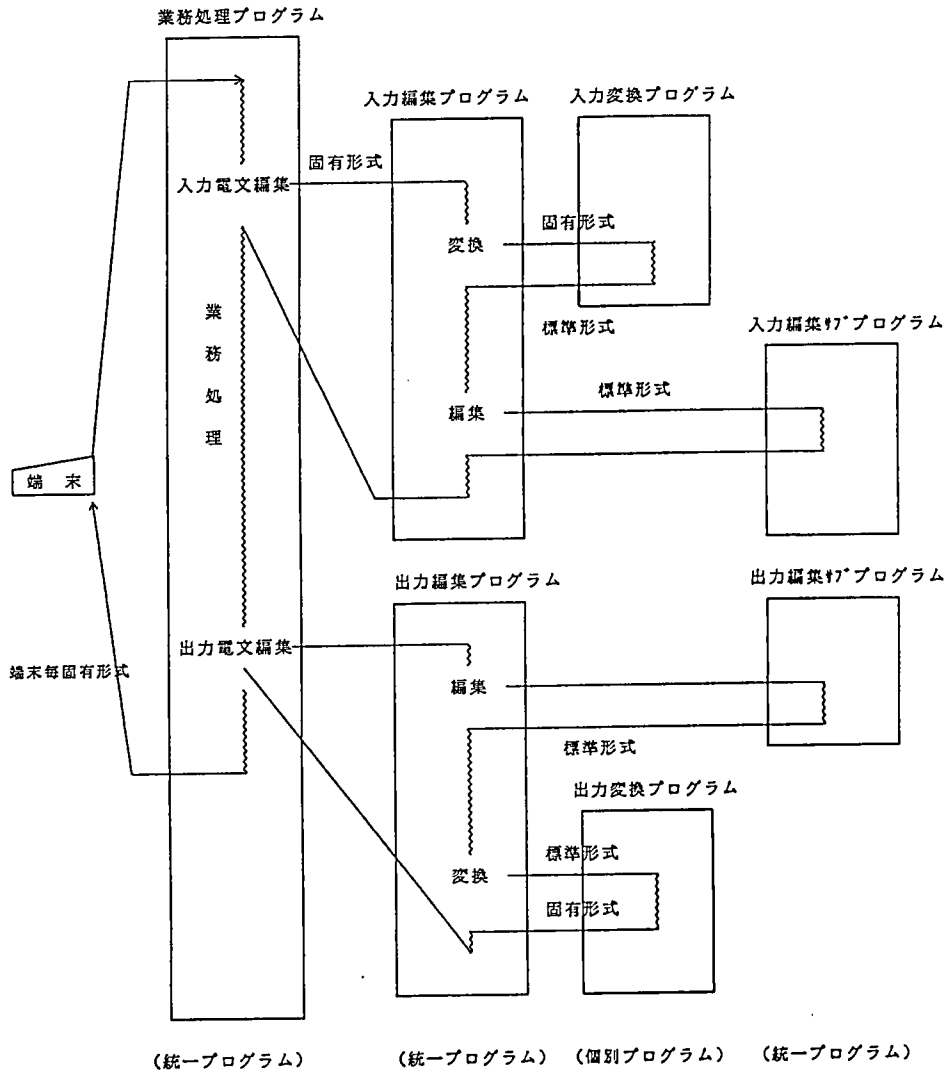 業務処理プログラム
入力編集プログラム
入力変換プログラム
固有形式
入力電文編集
固有形式
変換
標準形式
入力編集ｻﾌﾞプログラム
業務処理
標準形式
編集
端 末
出力編集プログラム
出力編集ｻﾌﾞプログラム
出力電文編集
端末毎固有形式
編集
標準形式
出力変換プログラム
標準形式
変換
固有形式
(統一プログラム)
(統一プログラム)
(個別プログラム)
(統一プログラム)